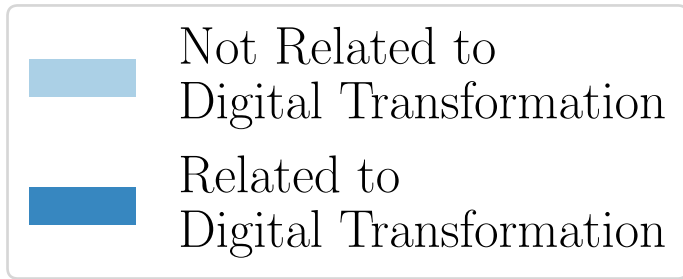 Not Related to
Digital Transformation
Related to
Digital Transformation